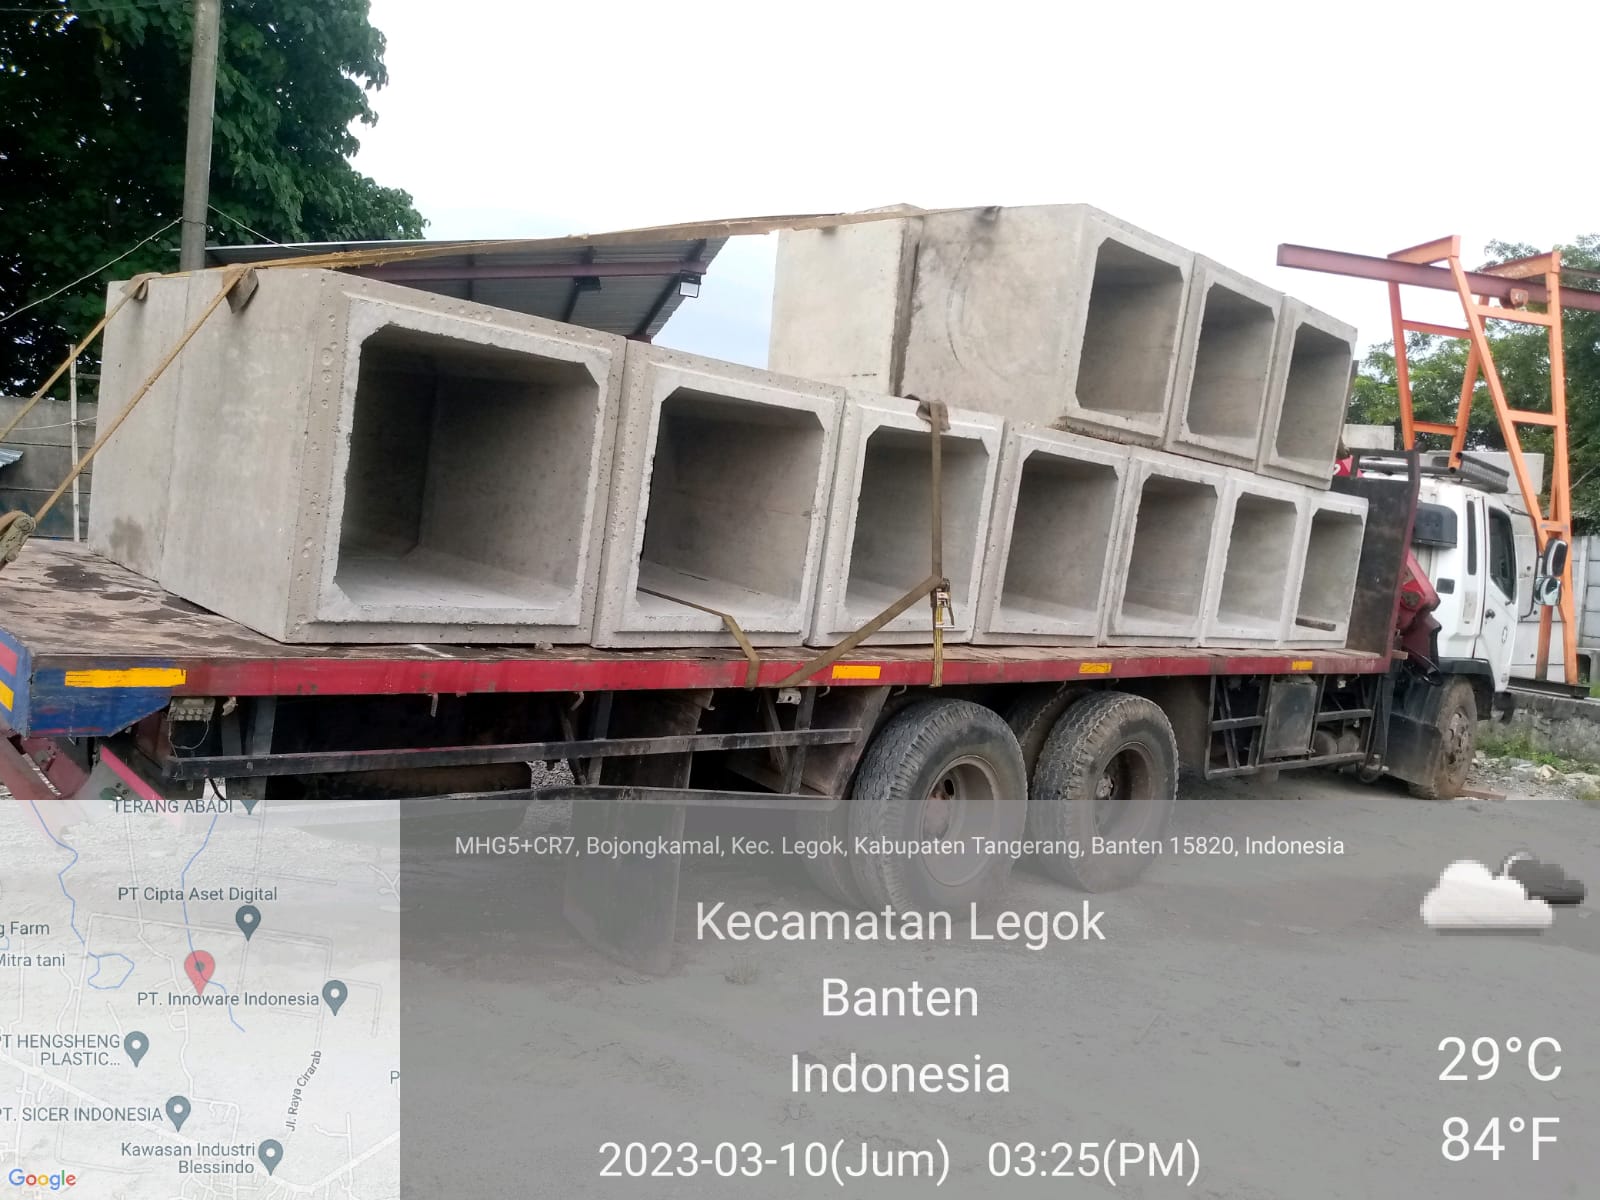 TERANG ABADI
PT Cipta Aset Digital
g Farm
Mitra tani
PT. Innoware Indonesia
PT HENGSHENG
PLASTIC...
Jl. Raya Cirarab
P
PT. SICER INDONESIA
Kawasan Industri
Blessindo
Google
MHG5+CR7, Bojongkamal, Kec. Legok, Kabupaten Tangerang, Banten 15820, Indonesia
Kecamatan Legok
Banten
Indonesia
2023-03-10(Jum) 03:25(PM)
29°C
84°F